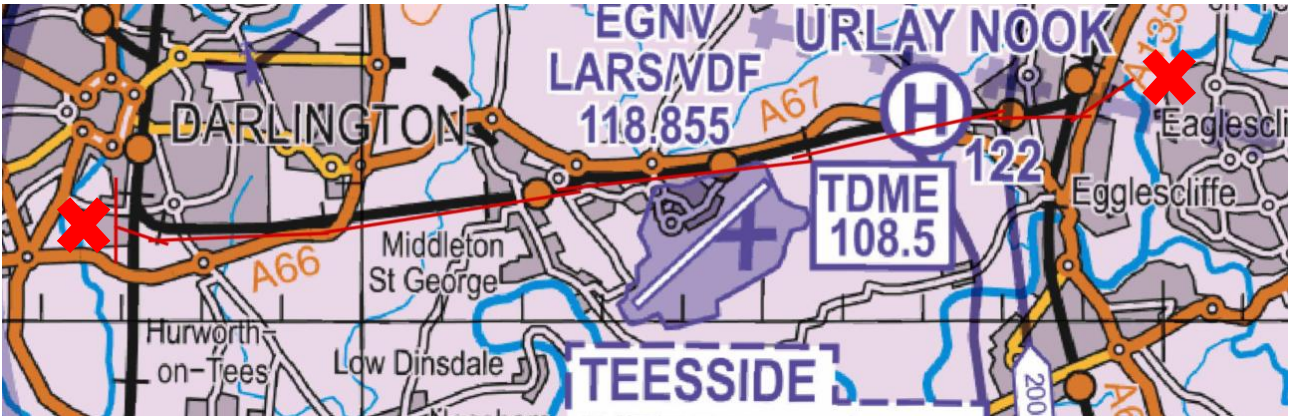 EGNV
LARS/VDF
118.855
URLAY NOOK
A135
A67
H
DARLINGTON
122
Egglescliffe
TDME
108.5
Middleton
St George
A66
Hurworth-
on-Tees
Low Dinsdale
TEESSIDE
200